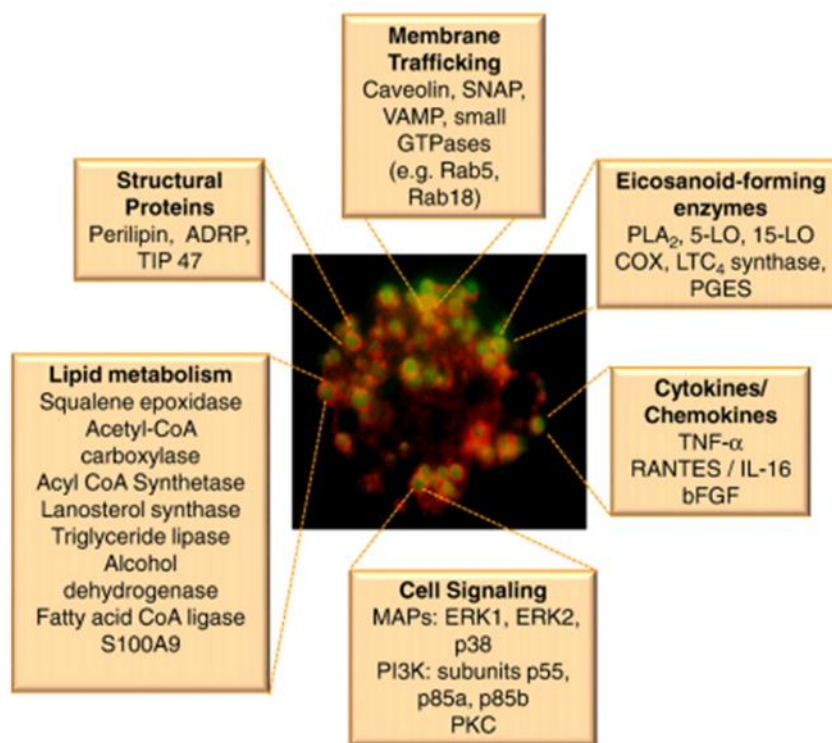 Membrane
Trafficking
Caveolin, SNAP,
VAMP, small
GTPases
(e.g. Rab5,
Rab18)
Structural
Proteins
Perilipin, ADRP,
TIP 47
Eicosanoid-forming
enzymes
PLA₂, 5-LO, 15-LO
COX, LTC₄ synthase,
PGES
Lipid metabolism
Squalene epoxidase
Acetyl-CoA
carboxylase
Acyl CoA Synthetase
Lanosterol synthase
Triglyceride lipase
Alcohol
dehydrogenase
Fatty acid CoA ligase
S100A9
Cytokines/
Chemokines
TNF-α
RANTES / IL-16
bFGF
Cell Signaling
MAPs: ERK1, ERK2,
p38
PI3K: subunits p55,
p85a, p85b
PKC